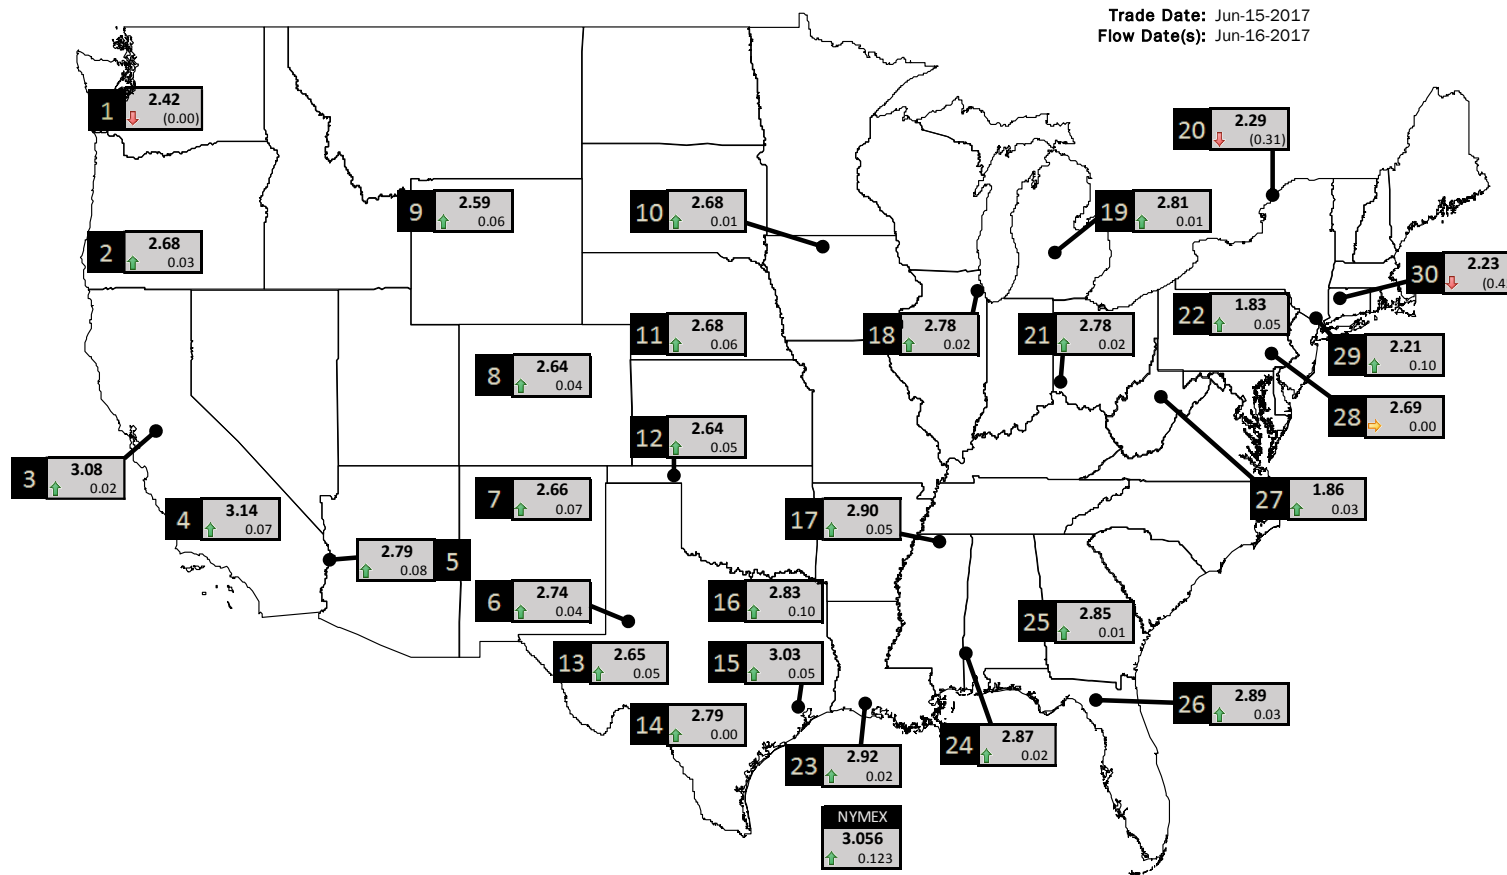 Trade Date: Jun-15-2017
Flow Date(s): Jun-16-2017
1 2.42 (0.00)
20 2.29 (0.31)
9 2.59 0.06
10 2.68 0.01
19 2.81 0.01
2 2.68 0.03
30 2.23 (0.4
22 1.83 0.05
11 2.68 0.06
18 2.78 0.02
21 2.78 0.02
29 2.21 0.10
8 2.64 0.04
28 2.69 0.00
12 2.64 0.05
3 3.08 0.02
7 2.66 0.07
27 1.86 0.03
4 3.14 0.07
17 2.90 0.05
2.79 0.08 5
6 2.74 0.04
16 2.83 0.10
25 2.85 0.01
13 2.65 0.05
15 3.03 0.05
26 2.89 0.03
14 2.79 0.00
24 2.87 0.02
23 2.92 0.02
NYMEX
3.056
0.123